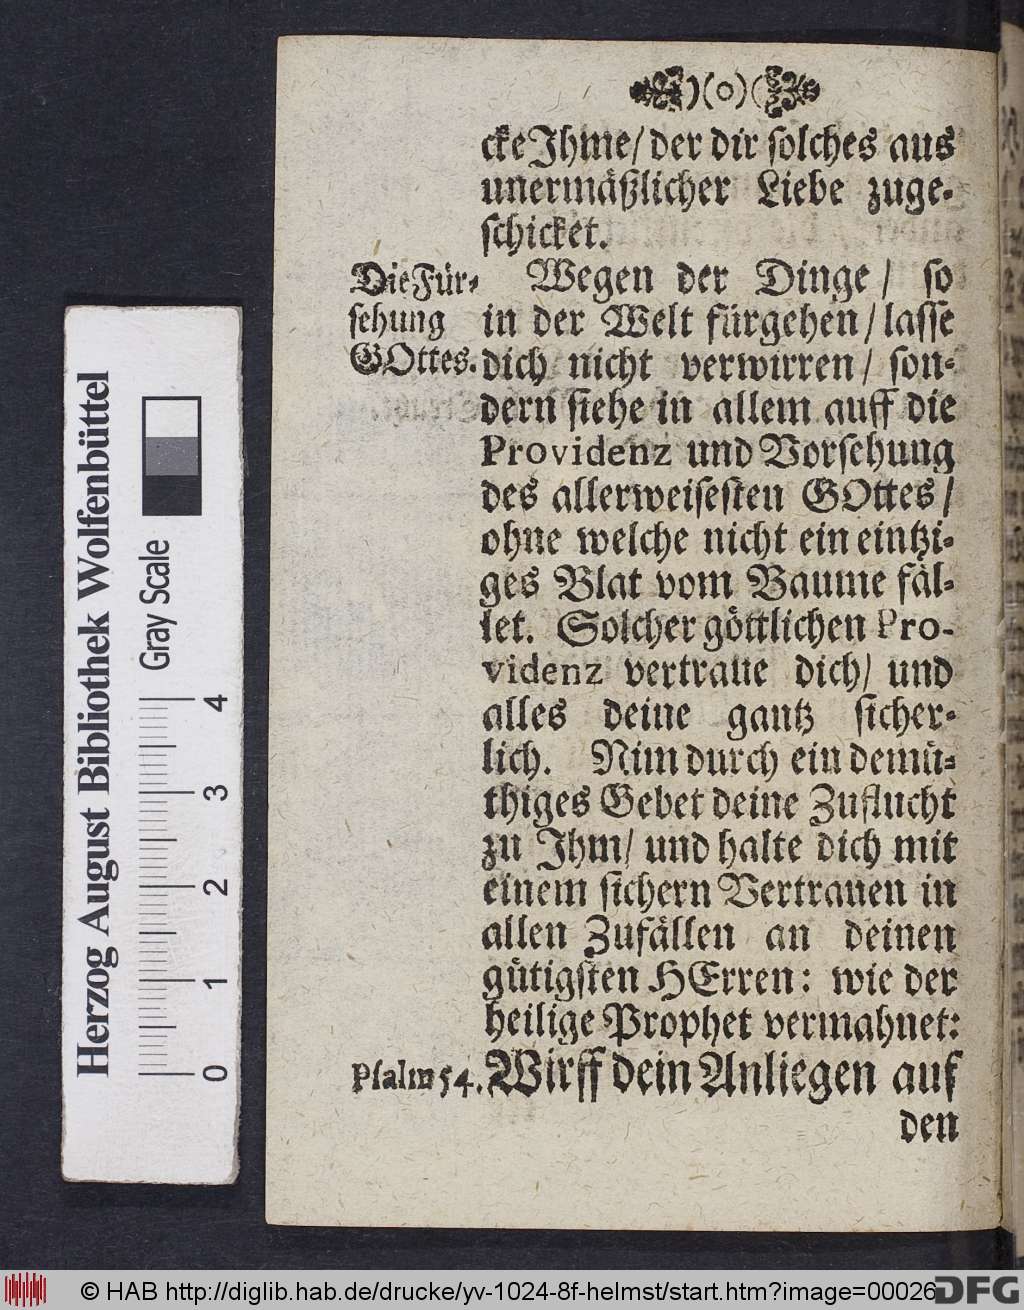 )(o)(
cke Ihme/ der dir solches aus
unermäßlicher Liebe zuge-
schicket.
Die Für-
sehung
GOttes.
Wegen der Dinge/ so
in der Welt fürgehen/ lasse
dich nicht verwirren/ son-
dern siehe in allem auff die
Providenz und Vorsehung
des allerweisesten GOttes/
ohne welche nicht ein eintzi-
ges Blat vom Baume fäl-
let. Solcher göttlichen Pro-
videnz vertraue dich/ und
alles deine gantz sicher-
lich. Nim durch ein demü-
thiges Gebet deine Zuflucht
zu Ihm/ und halte dich mit
einem sichern Vertrauen in
allen Zufällen an deinen
gütigsten HErren: wie der
heilige Prophet vermahnet:
Psalm 54.
Wirff dein Anliegen auf
den
Herzog August Bibliothek Wolfenbüttel
Gray Scale
0 1 2 3 4
© HAB http://diglib.hab.de/drucke/yv-1024-8f-helmst/start.htm?image=00026
DFG